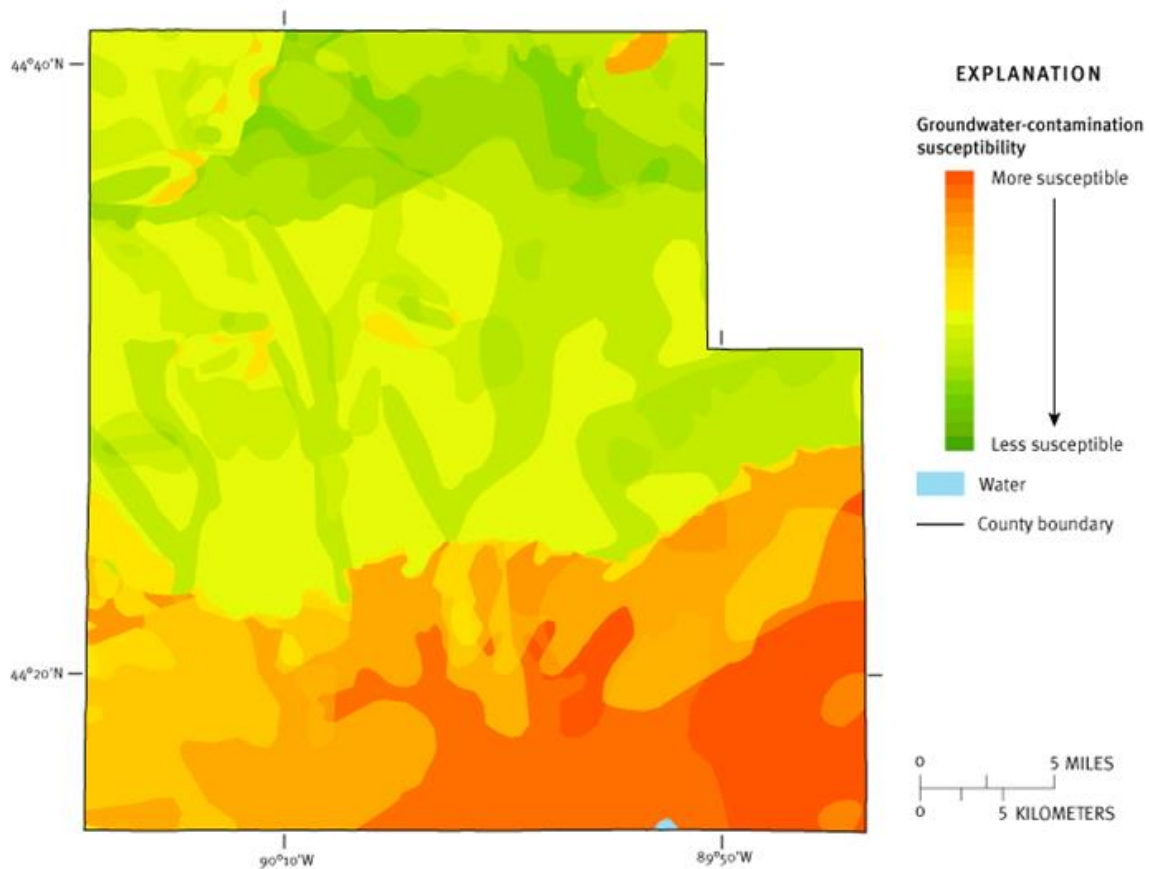 44°40'N
EXPLANATION
Groundwater-contamination
susceptibility
More susceptible
Less susceptible
Water
County boundary
44°20'N
0 5 MILES
0 5 KILOMETERS
90°10'W
89°50'W